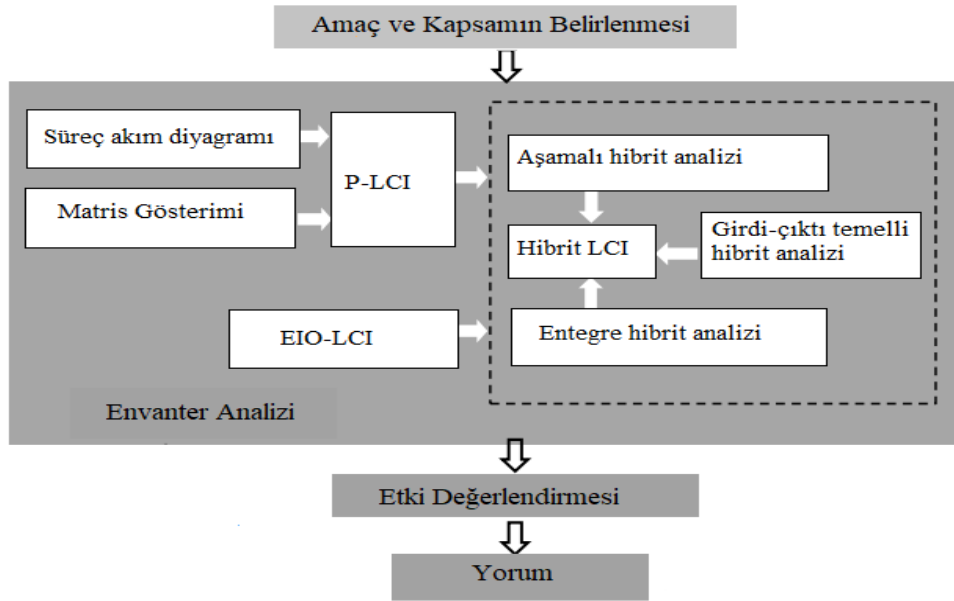 Amaç ve Kapsamın Belirlenmesi
Süreç akım diyagramı
Matris Gösterimi
P-LCI
EIO-LCI
Aşamalı hibrit analizi
Hibrit LCI
Girdi-çıktı temelli
hibrit analizi
Entegre hibrit analizi
Envanter Analizi
Etki Değerlendirmesi
Yorum